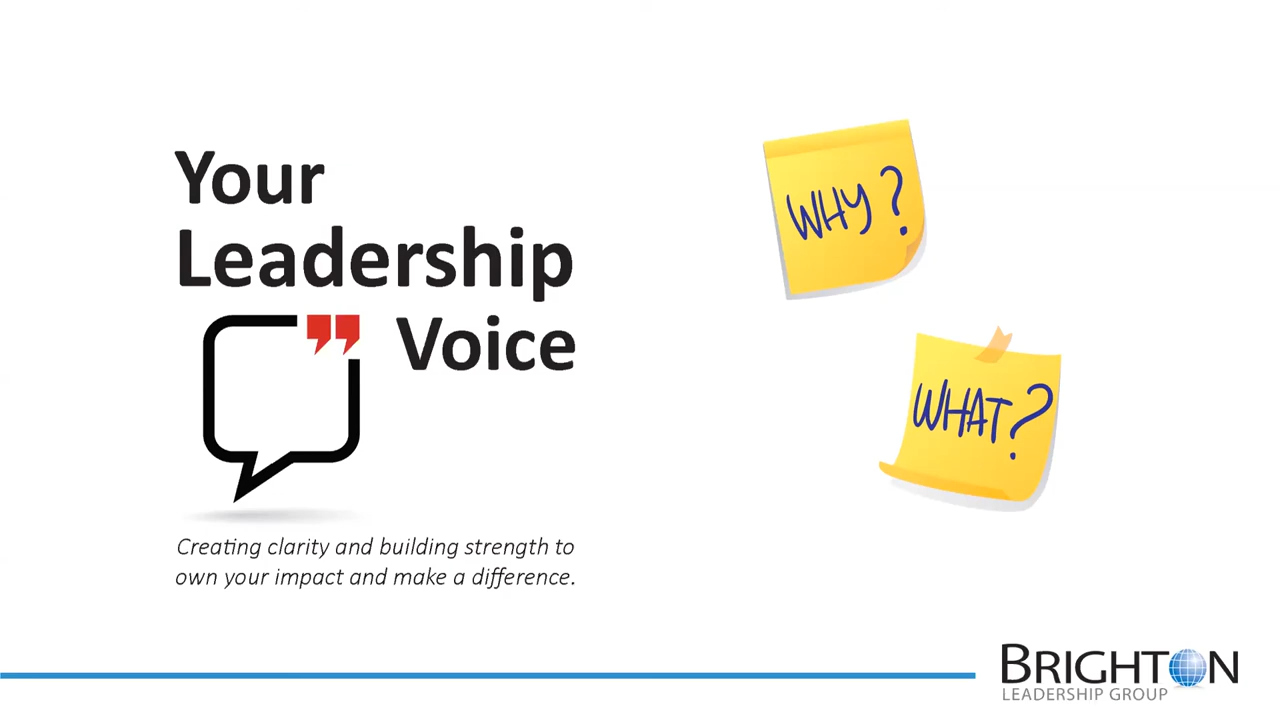 Your
Leadership
Voice
Creating clarity and building strength to
own your impact and make a difference.
WHY?
WHAT?
BRIGHTON
LEADERSHIP GROUP